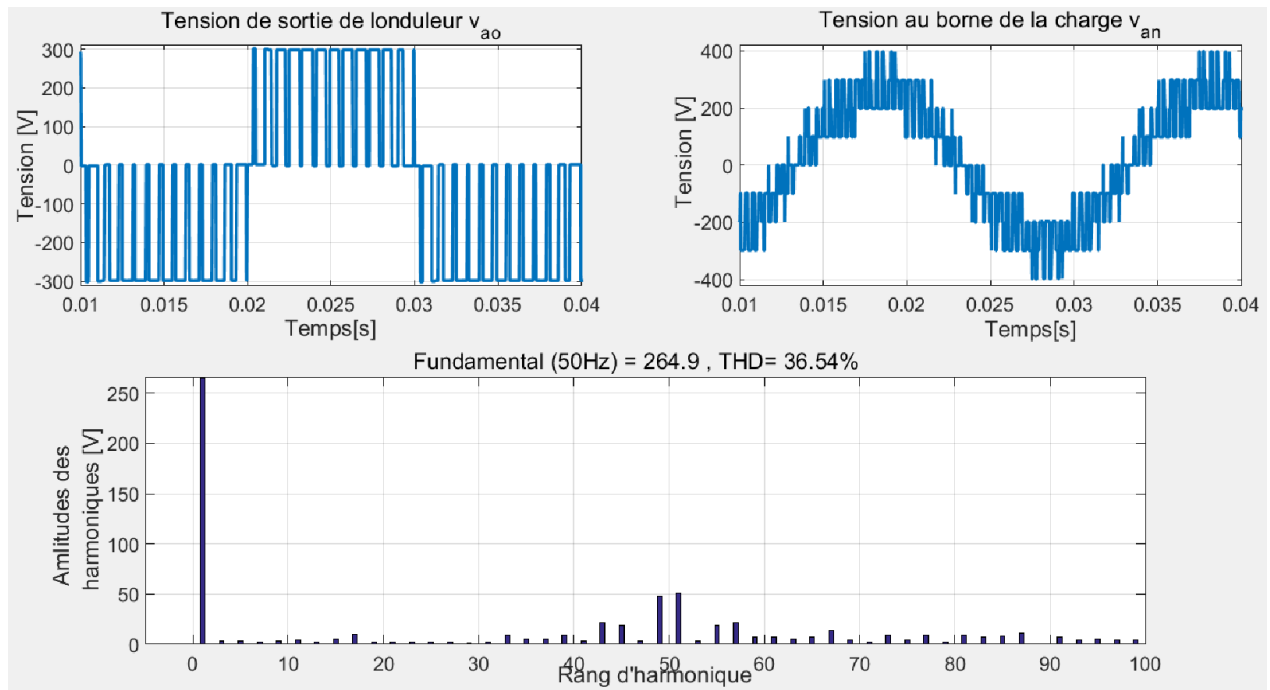 Tension de sortie de londuleur v_ao
300
200
100
0
-100
-200
-300
Tension [V]
0.01 0.015 0.02 0.025 0.03 0.035 0.04
Temps[s]
Tension au borne de la charge v_an
400
200
0
-200
-400
Tension [V]
0.01 0.015 0.02 0.025 0.03 0.035 0.04
Temps[s]
Fundamental (50Hz) = 264.9 , THD= 36.54%
250
200
150
100
50
0
Amlitudes des
harmoniques [V]
0 10 20 30 40 50 60 70 80 90 100
Rang d'harmonique